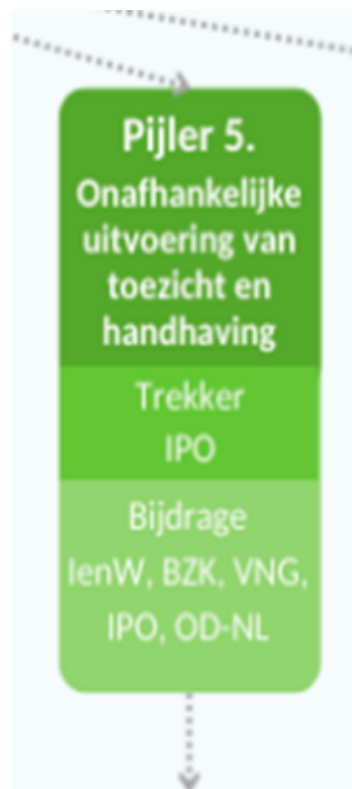 Pijler 5.
Onafhankelijke
uitvoering van
toezicht en
handhaving
Trekker
IPO
Bijdrage
IenW, BZK, VNG,
IPO, OD-NL